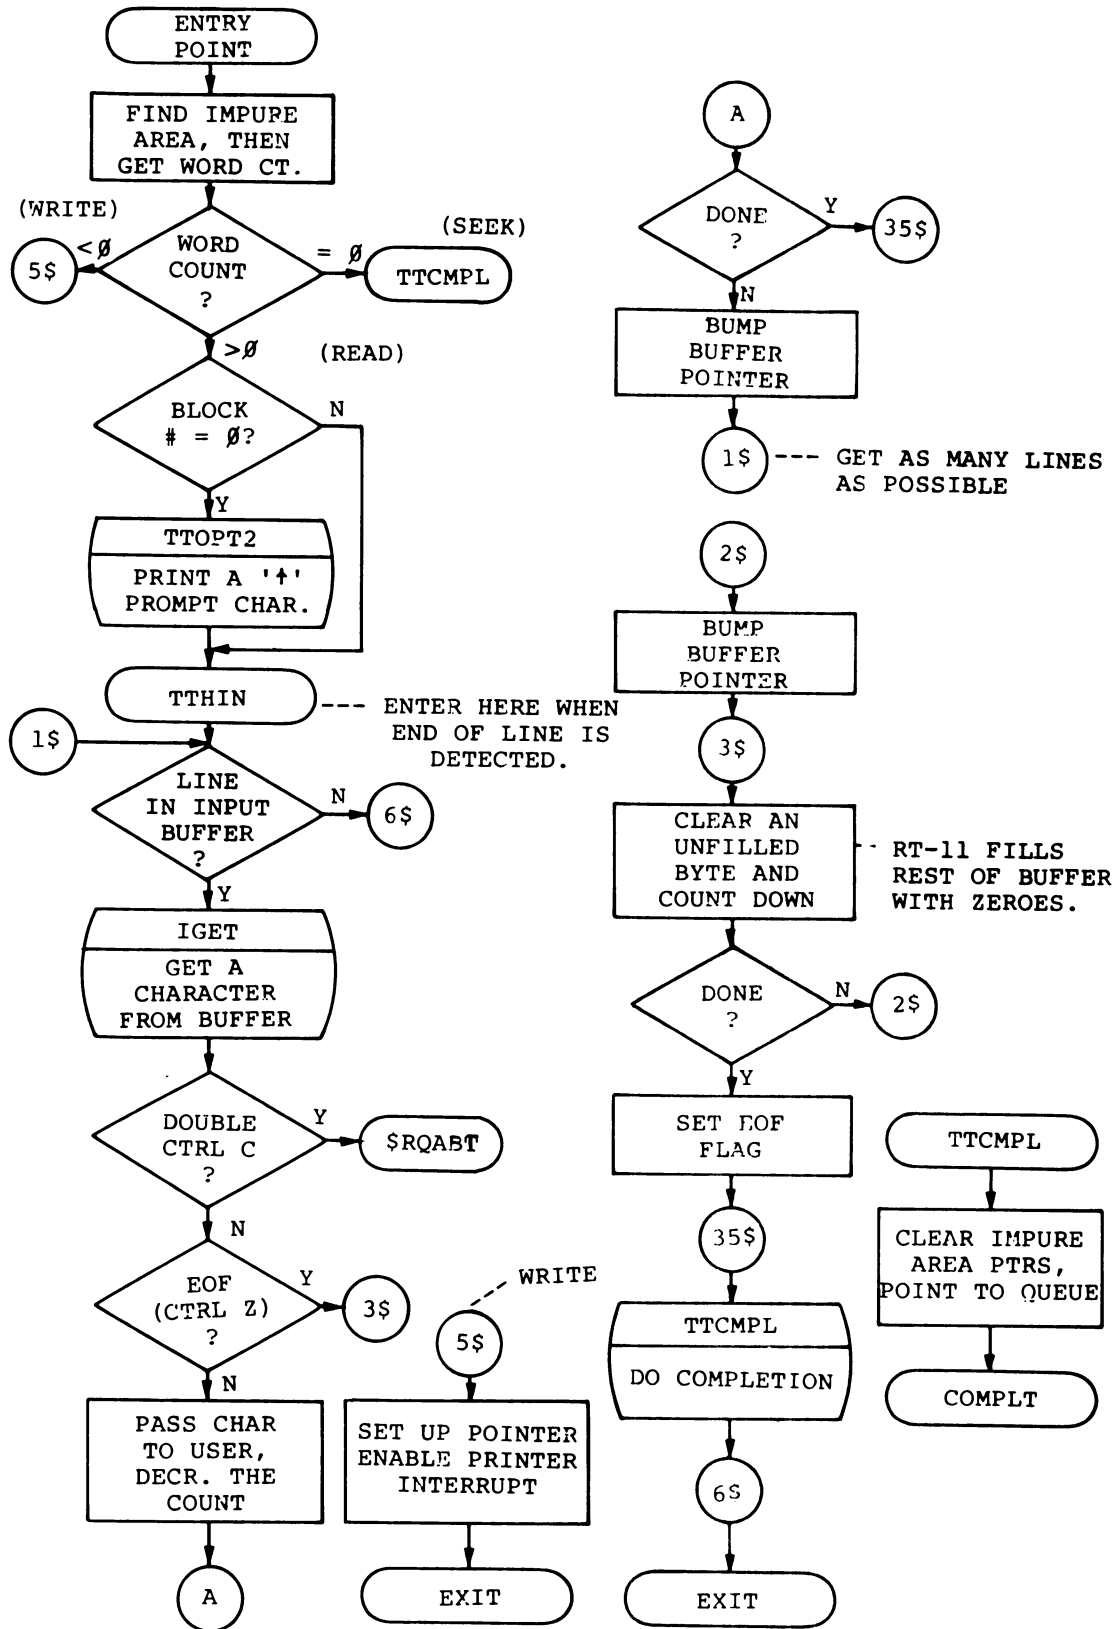 ENTRY
POINT
FIND IMPURE
AREA, THEN
GET WORD CT.
(WRITE)
<Ø
5$
WORD
COUNT
?
= Ø
(SEEK)
TTCMPL
>Ø
(READ)
BLOCK
# = Ø?
N
Y
TTOPT2
PRINT A '↑'
PROMPT CHAR.
TTHIN
--- ENTER HERE WHEN
END OF LINE IS
DETECTED.
1$
LINE
IN INPUT
BUFFER
?
N
6$
Y
IGET
GET A
CHARACTER
FROM BUFFER
DOUBLE
CTRL C
?
Y
$RQABT
N
EOF
(CTRL Z)
?
Y
3$
N
PASS CHAR
TO USER,
DECR. THE
COUNT
A
WRITE
5$
SET UP POINTER
ENABLE PRINTER
INTERRUPT
EXIT
A
DONE
?
Y
35$
N
BUMP
BUFFER
POINTER
1$
--- GET AS MANY LINES
AS POSSIBLE
2$
BUMP
BUFFER
POINTER
3$
CLEAR AN
UNFILLED
BYTE AND
COUNT DOWN
-- RT-11 FILLS
REST OF BUFFER
WITH ZEROES.
DONE
?
N
2$
Y
SET EOF
FLAG
35$
TTCMPL
DO COMPLETION
6$
EXIT
TTCMPL
CLEAR IMPURE
AREA PTRS,
POINT TO QUEUE
COMPLT